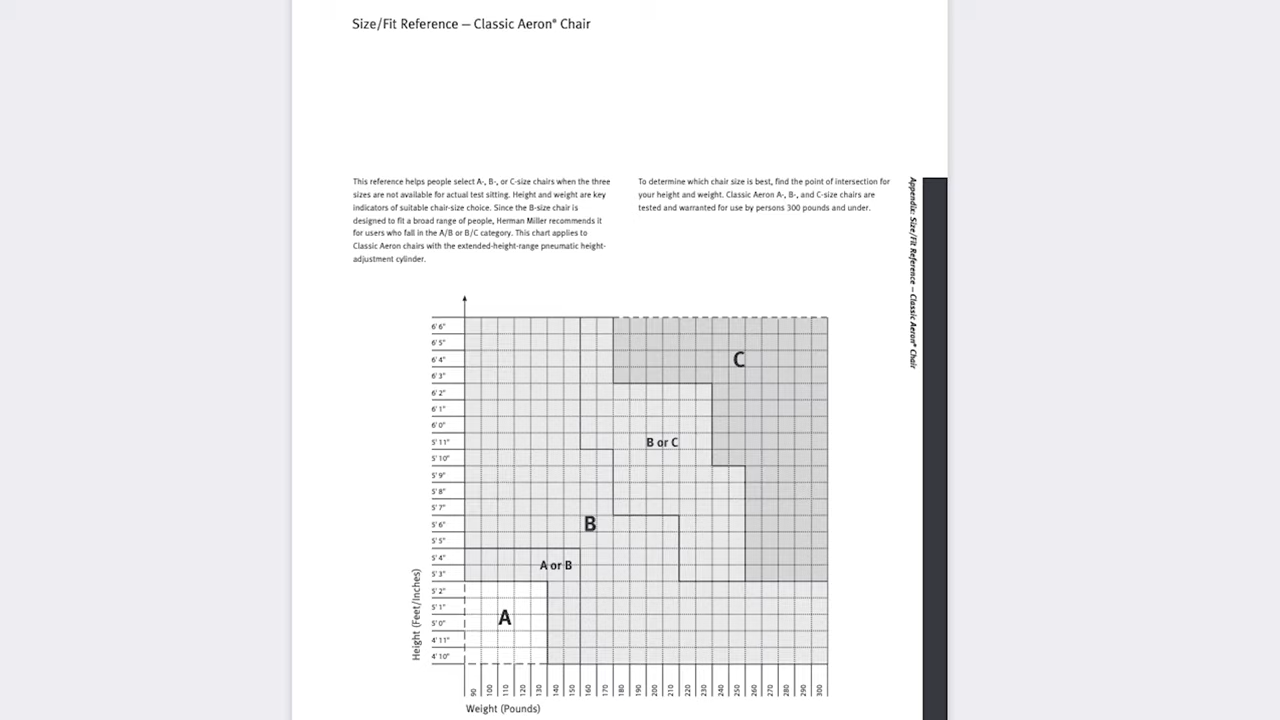 Size/Fit Reference — Classic Aeron® Chair
This reference helps people select A-, B-, or C-size chairs when the three
sizes are not available for actual test sitting. Height and weight are key
indicators of suitable chair-size choice. Since the B-size chair is
designed to fit a broad range of people, Herman Miller recommends it
for users who fall in the A/B or B/C category. This chart applies to
Classic Aeron chairs with the extended-height-range pneumatic height-
adjustment cylinder.
To determine which chair size is best, find the point of intersection for
your height and weight. Classic Aeron A-, B-, and C-size chairs are
tested and warranted for use by persons 300 pounds and under.
Appendix: Size/Fit Reference — Classic Aeron® Chair
Height (Feet/Inches)
6' 6"
6' 5"
6' 4"
6' 3"
6' 2"
6' 1"
6' 0"
5' 11"
5' 10"
5' 9"
5' 8"
5' 7"
5' 6"
5' 5"
5' 4"
5' 3"
5' 2"
5' 1"
5' 0"
4' 11"
4' 10"
C
B or C
B
A or B
A
90 100 110 120 130 140 150 160 170 180 190 200 210 220 230 240 250 260 270 280 290 300
Weight (Pounds)